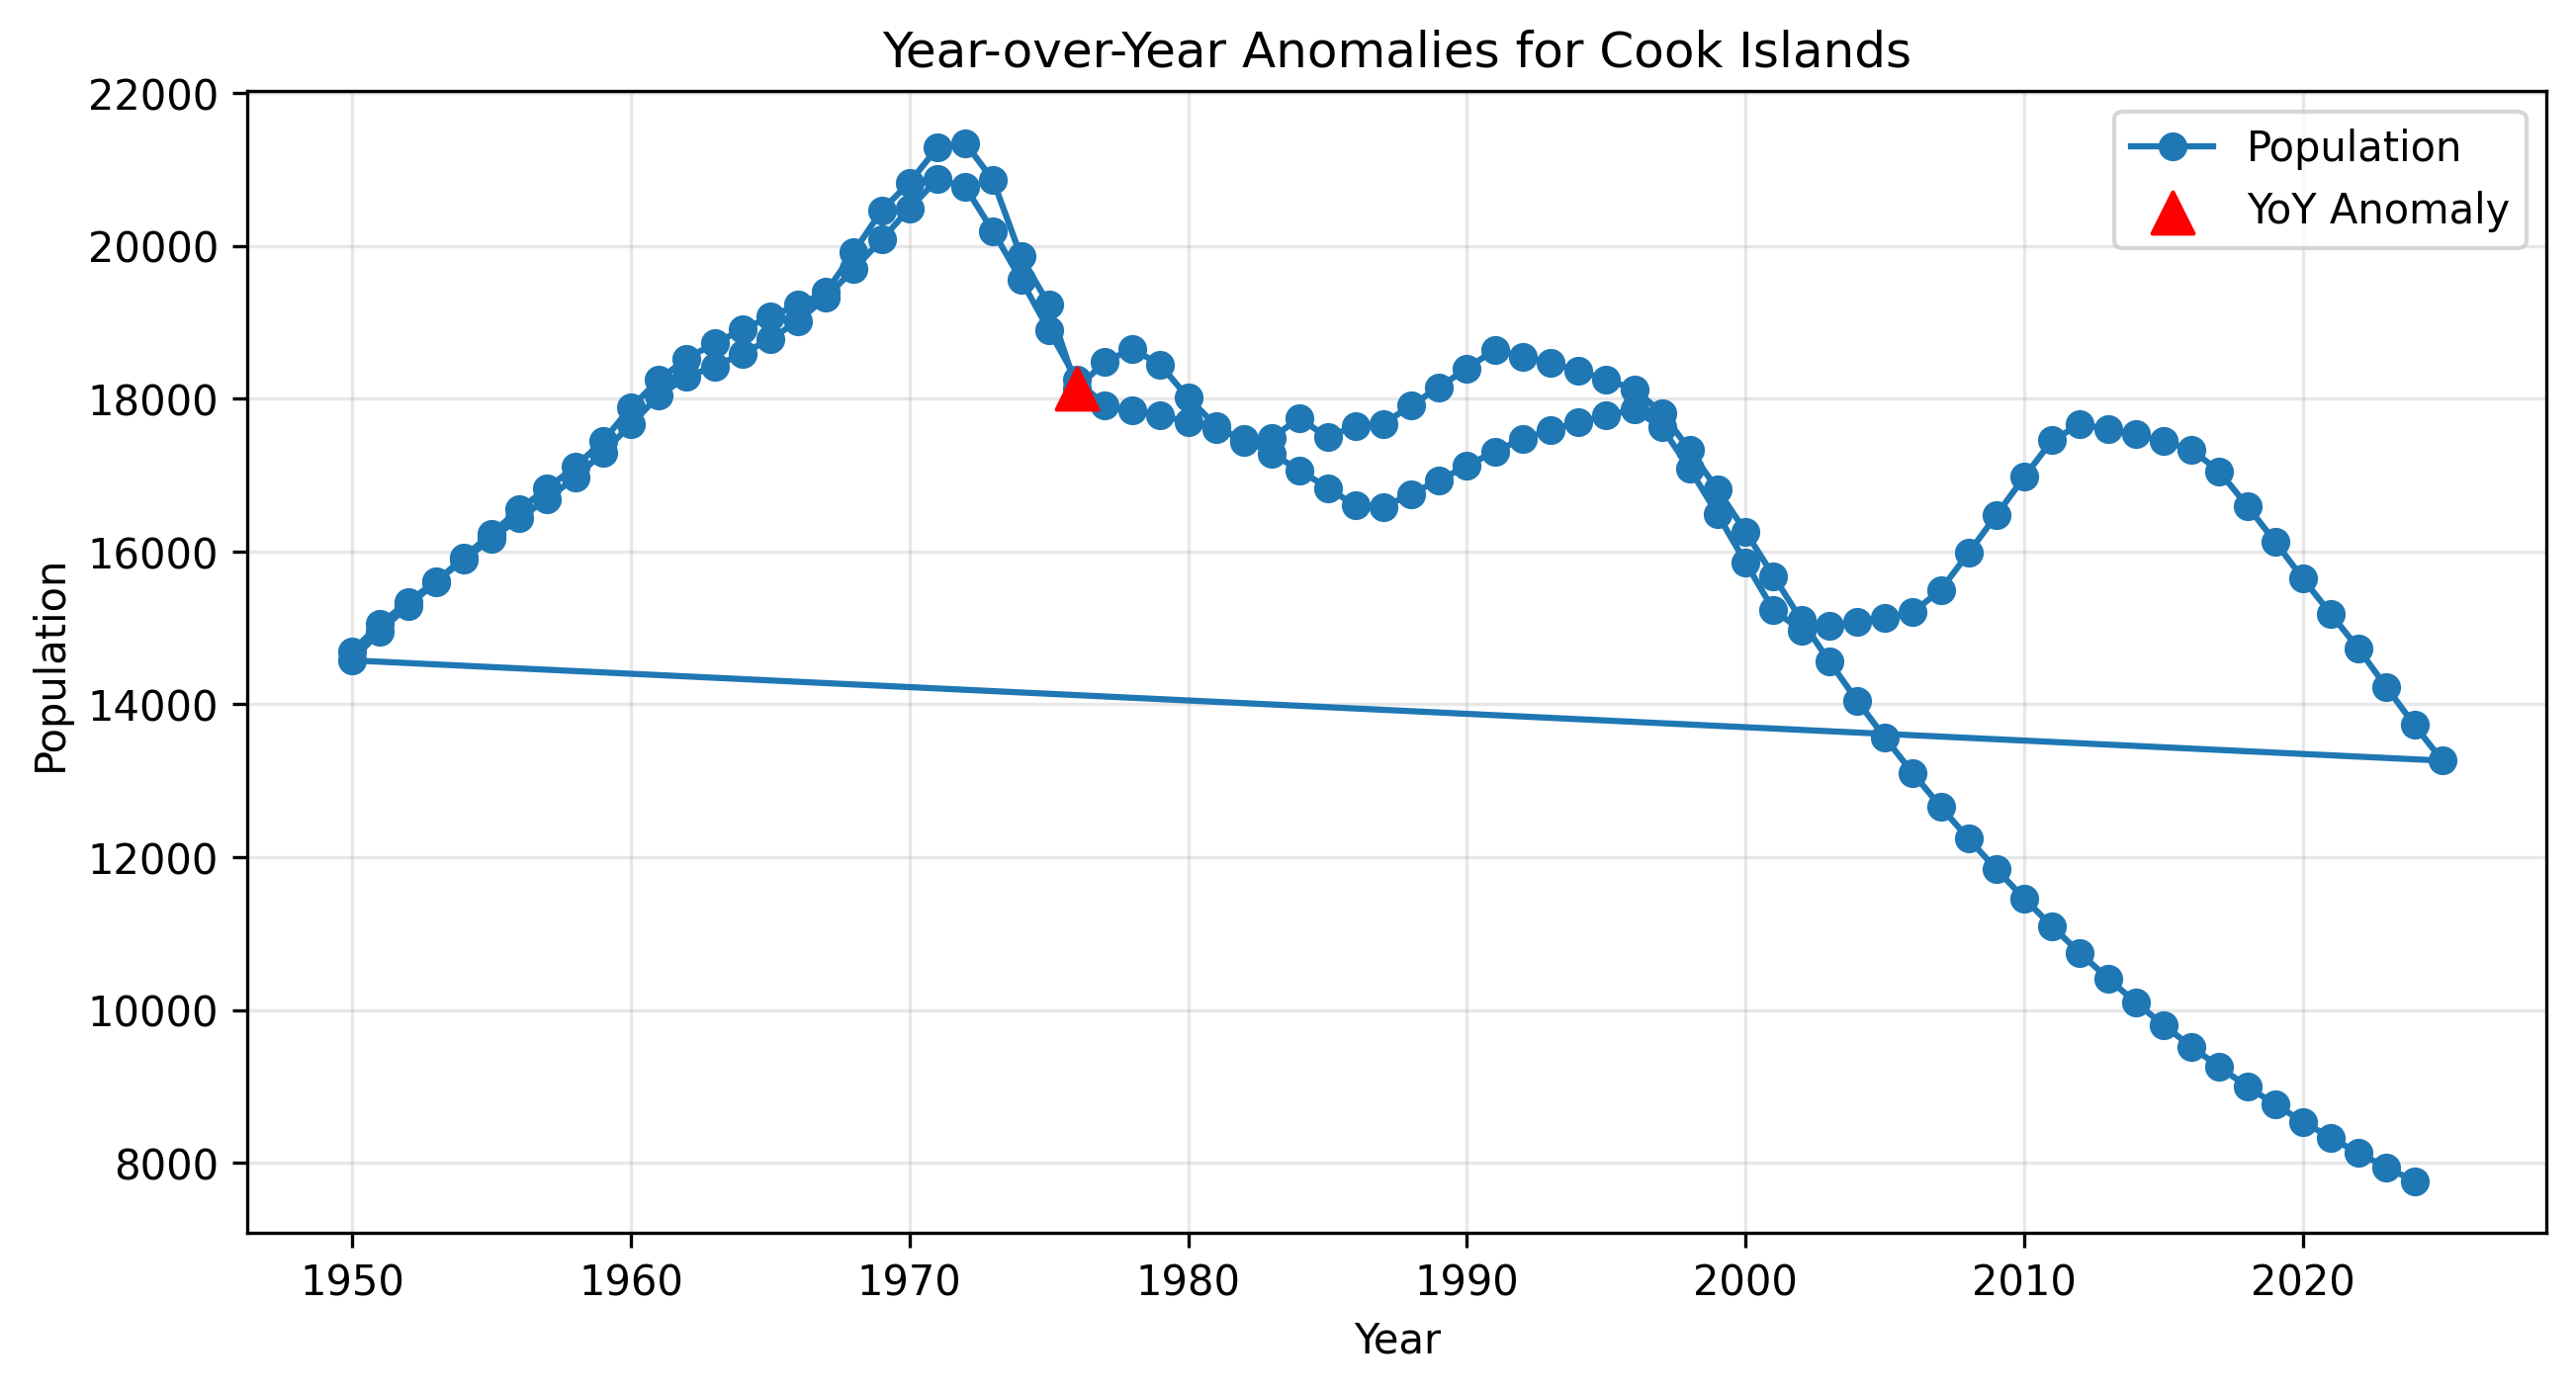 Year-over-Year Anomalies for Cook Islands
22000
20000
18000
16000
14000
12000
10000
8000
Population
Population
YoY Anomaly
1950 1960 1970 1980 1990 2000 2010 2020
Year